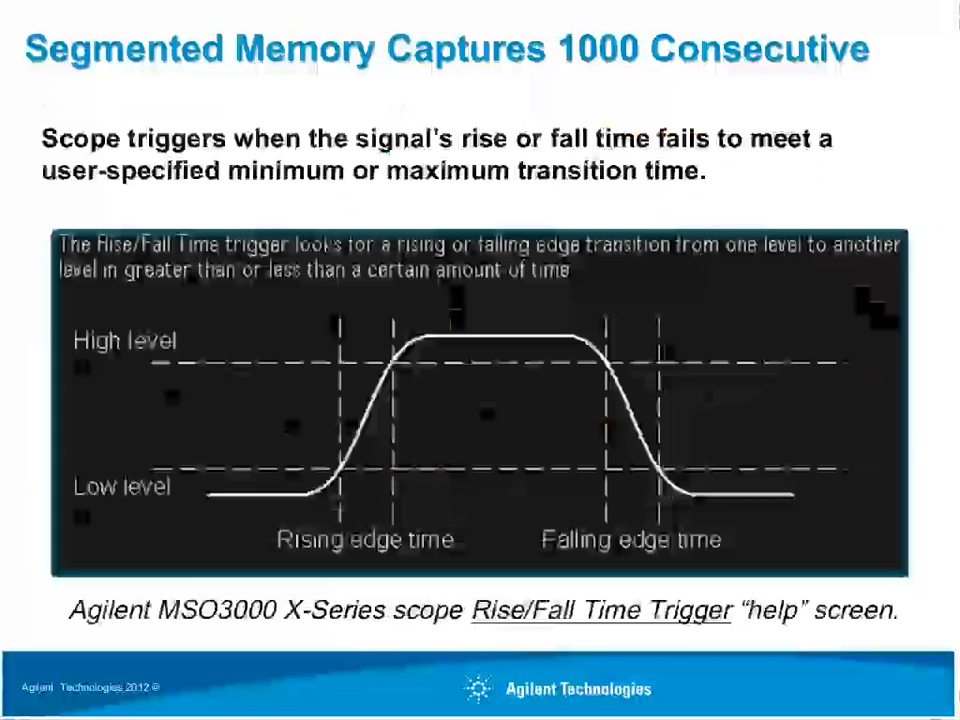 Segmented Memory Captures 1000 Consecutive
Scope triggers when the signal's rise or fall time fails to meet a
user-specified minimum or maximum transition time.
The Rise/Fall Time trigger looks for a rising or falling edge transition from one level to another
level in greater than or less than a certain amount of time
High level
Low level
Rising edge time
Falling edge time
Agilent MSO3000 X-Series scope Rise/Fall Time Trigger “help” screen.
Agilent Technologies 2012 ©
Agilent Technologies